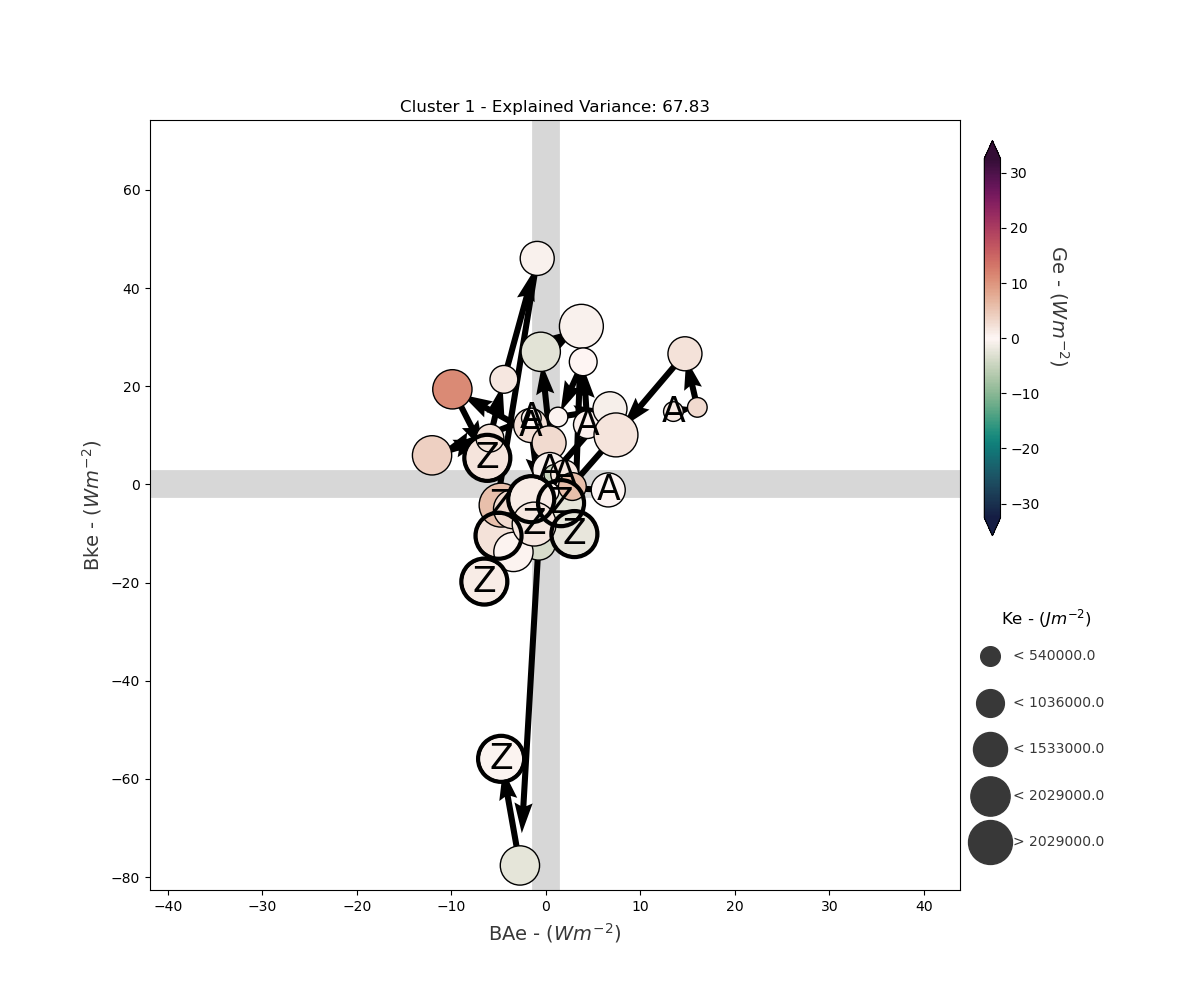 Cluster 1 - Explained Variance: 67.83
60
40
20
0
−20
−40
−60
−80
Bke - (Wm⁻²)
−40
−30
−20
−10
0
10
20
30
40
BAe - (Wm⁻²)
A
A
A
A
A
A
Z
Z
Z
Z
Z
Z
Z
30
20
10
0
−10
−20
−30
Ge - (Wm⁻²)
Ke - (Jm⁻²)
< 540000.0
< 1036000.0
< 1533000.0
< 2029000.0
> 2029000.0